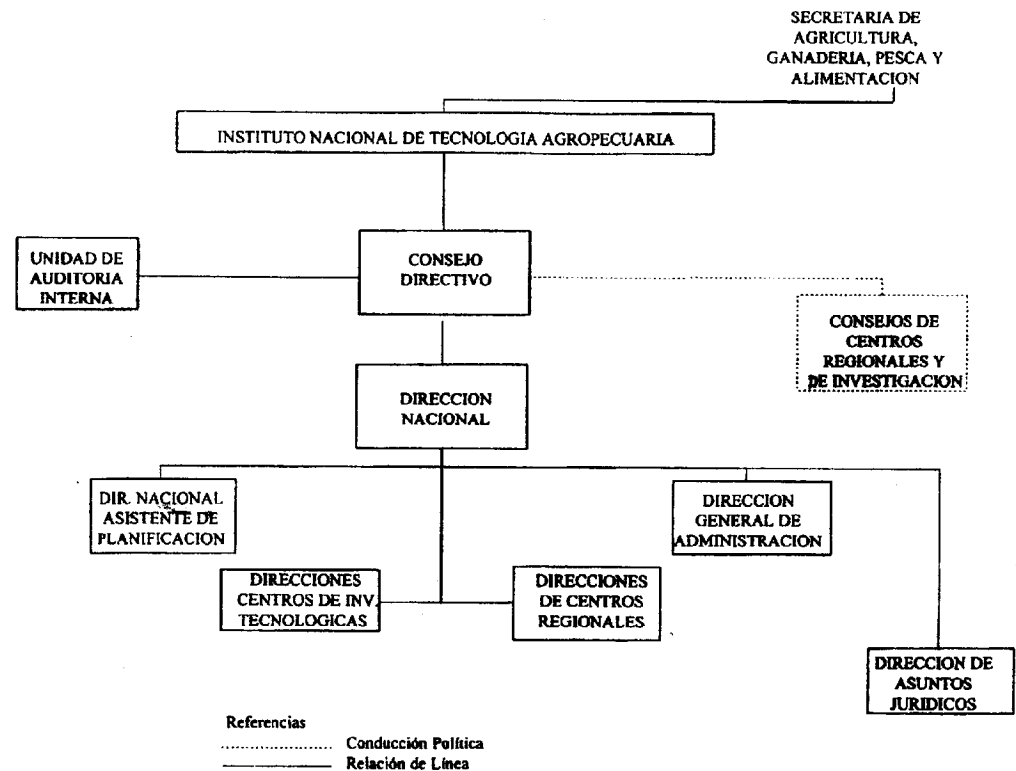 SECRETARIA DE
AGRICULTURA,
GANADERIA, PESCA Y
ALIMENTACION
INSTITUTO NACIONAL DE TECNOLOGIA AGROPECUARIA
UNIDAD DE
AUDITORIA
INTERNA
CONSEJO
DIRECTIVO
CONSEJOS DE
CENTROS
REGIONALES Y
DE INVESTIGACION
DIRECCION
NACIONAL
DIR. NACIONAL
ASISTENTE DE
PLANIFICACION
DIRECCION
GENERAL DE
ADMINISTRACION
DIRECCIONES
CENTROS DE INV.
TECNOLOGICAS
DIRECCIONES
DE CENTROS
REGIONALES
DIRECCION DE
ASUNTOS
JURIDICOS
Referencias
Conducción Política
Relación de Línea